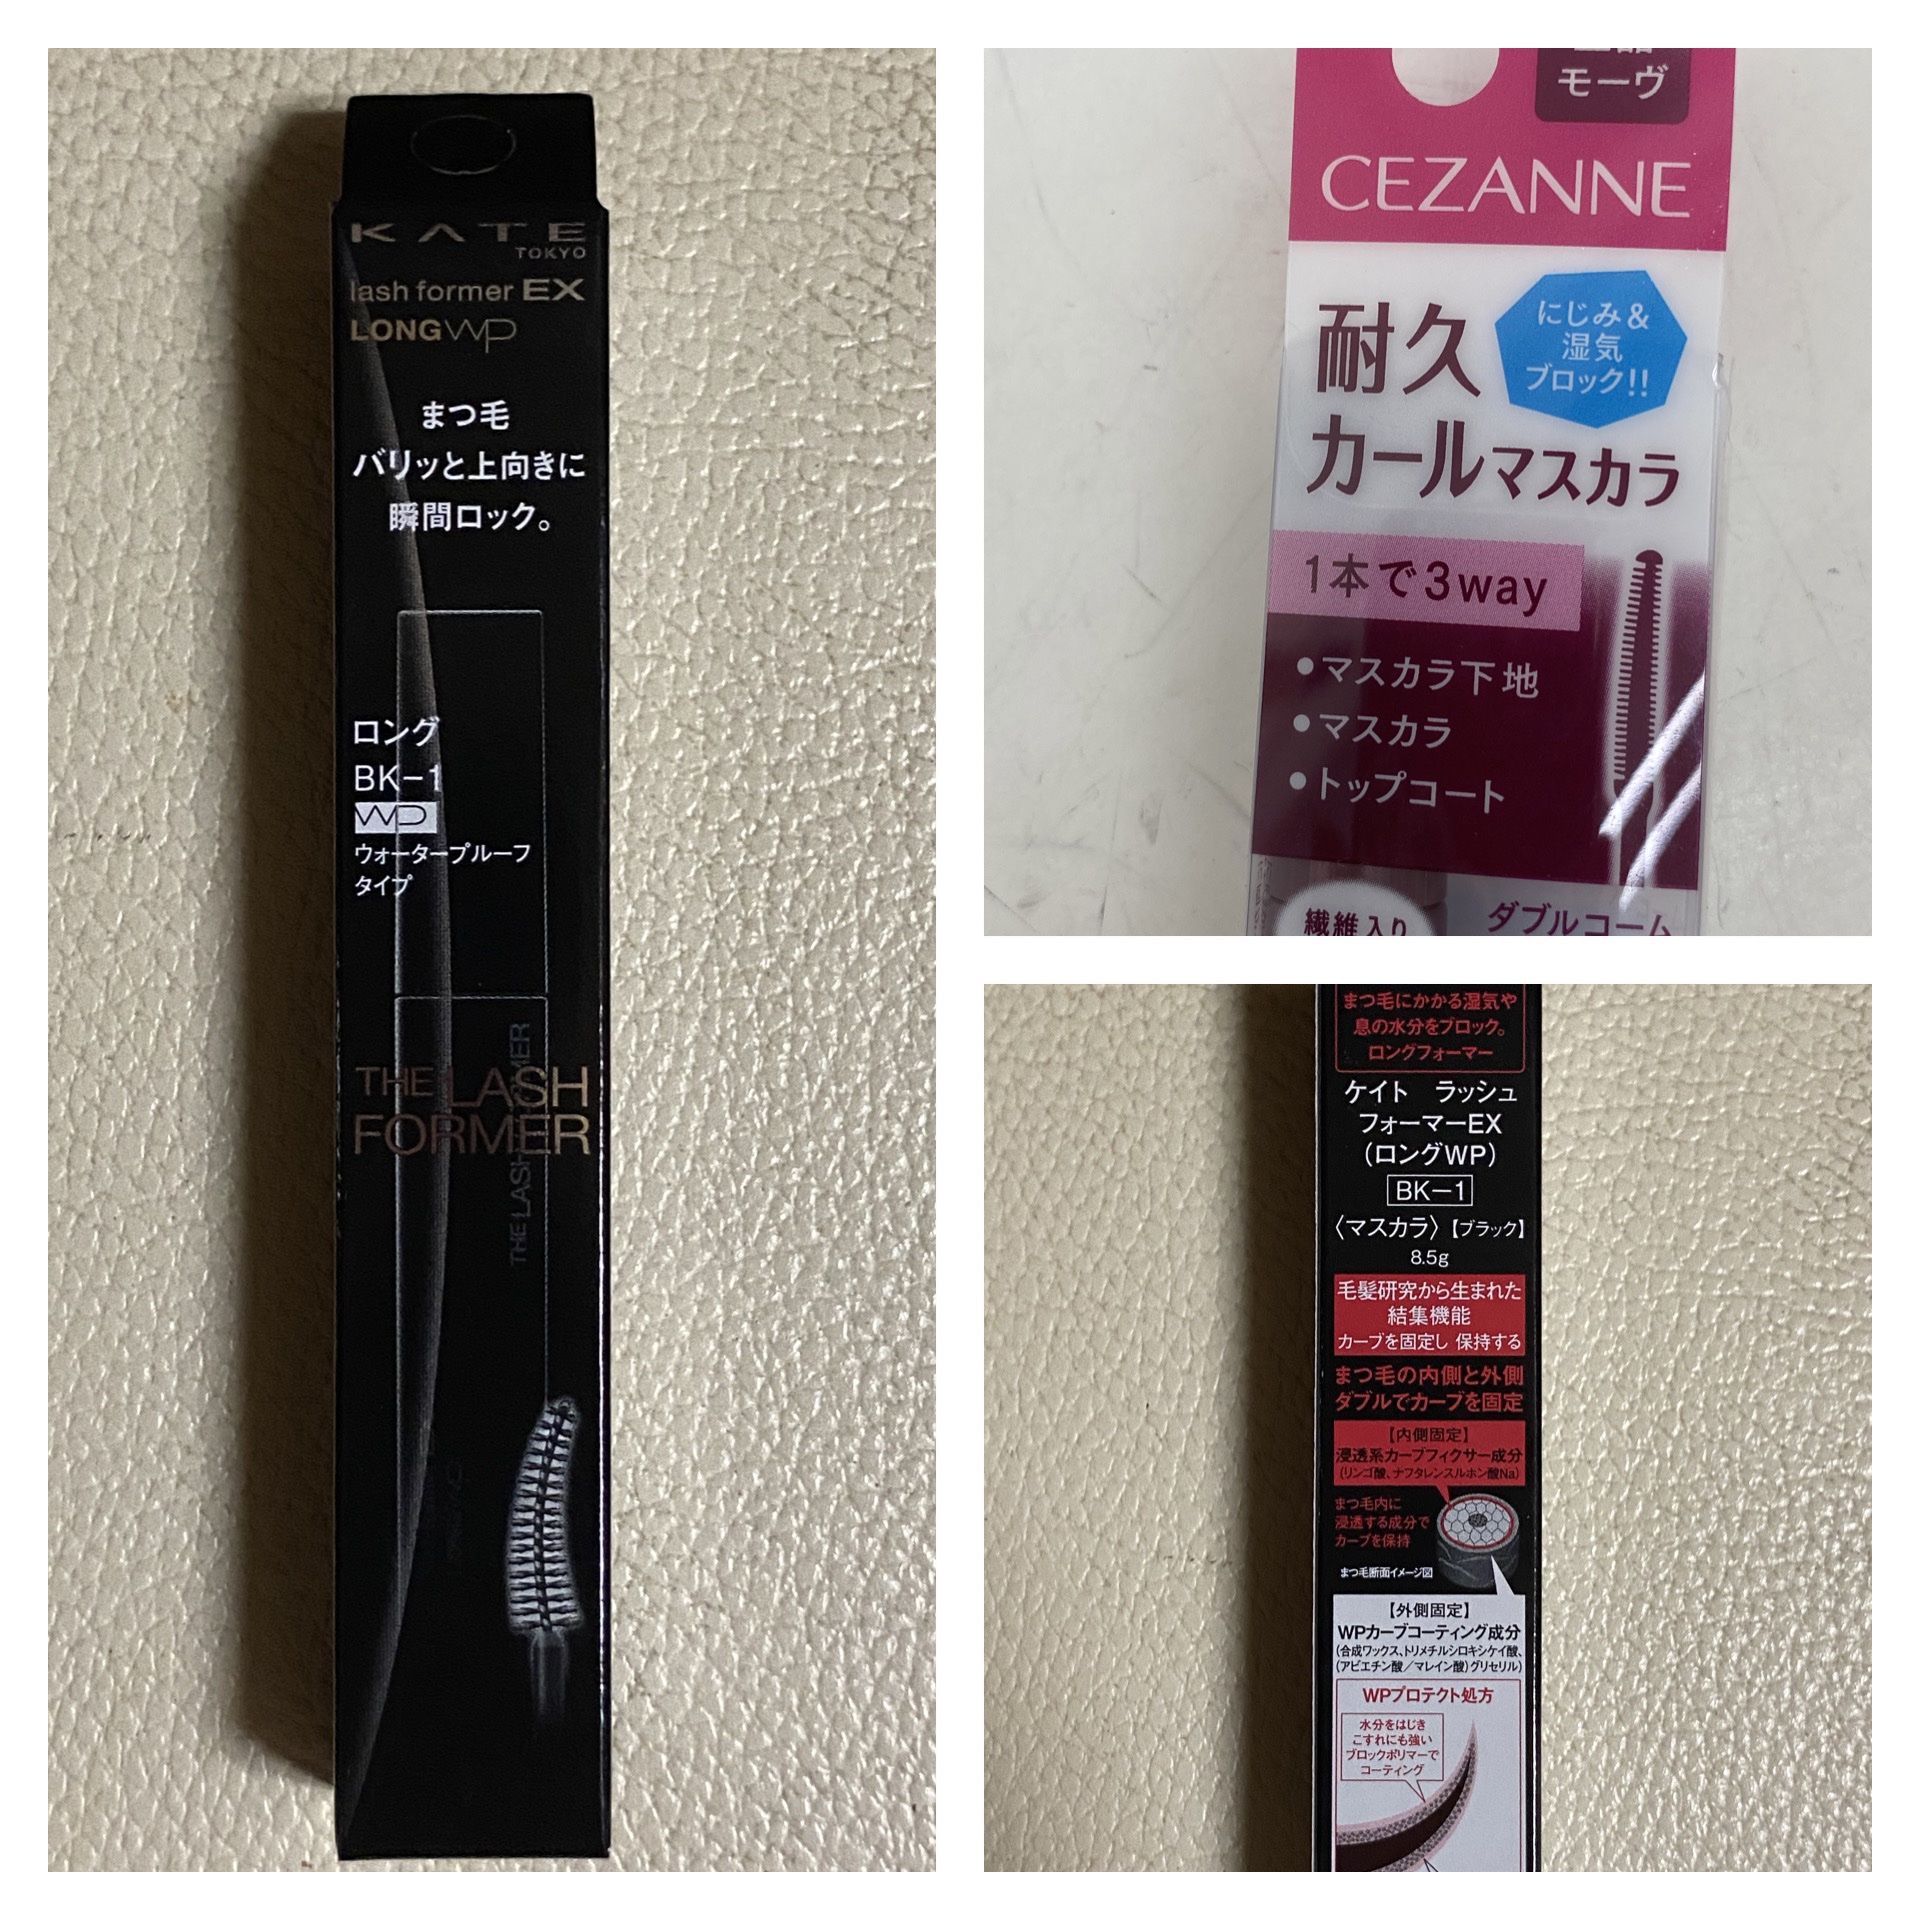 KATE
TOKYO
lash former EX
LONG WP
まつ毛
バリッと上向きに
瞬間ロック。
ロング
BK-1
WP
ウォータープルーフ
タイプ
THE LASH
FORMER
THE LASH FORMER
モーヴ
CEZANNE
耐久
カールマスカラ
にじみ&
湿気
ブロック!!
1本で3way
•マスカラ下地
•マスカラ
•トップコート
繊維入り
ダブルコーム
まつ毛にかかる湿気や
息の水分をブロック。
ロングフォーマー
ケイト ラッシュ
フォーマーEX
(ロングWP)
BK-1
〈マスカラ〉【ブラック】
8.5g
毛髪研究から生まれた
結集機能
カーブを固定し 保持する
まつ毛の内側と外側
ダブルでカーブを固定
【内側固定】
浸透系カーブフィクサー成分
(リンゴ酸、ナフタレンスルホン酸Na)
まつ毛内に
浸透する成分で
カーブを保持
まつ毛断面イメージ図
【外側固定】
WPカーブコーティング成分
(合成ワックス、トリメチルシロキシケイ酸、
(アビエチン酸/マレイン酸)グリセリル)
WPプロテクト処方
水分をはじき
こすれにも強い
ブロックポリマーで
コーティング